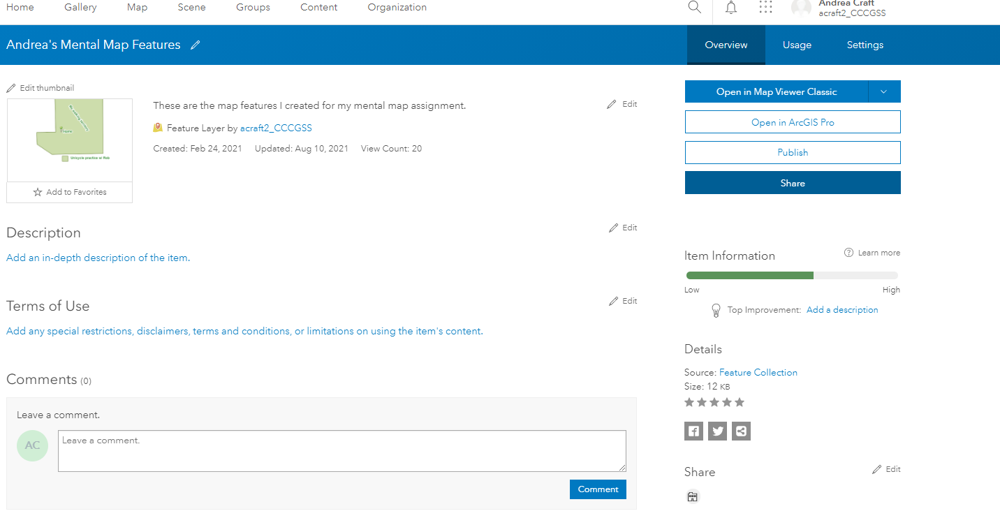 Home Gallery Map Scene Groups Content Organization
Andrea Craft
acraft2_CCCGSS
Andrea's Mental Map Features
Overview Usage Settings
Edit thumbnail
These are the map features I created for my mental map assignment.
Edit
Feature Layer by acraft2_CCCGSS
Created: Feb 24, 2021 Updated: Aug 10, 2021 View Count: 20
My walking territory
Home
Unicycle practice w/ Rob
Add to Favorites
Open in Map Viewer Classic
Open in ArcGIS Pro
Publish
Share
Description
Edit
Add an in-depth description of the item.
Terms of Use
Edit
Add any special restrictions, disclaimers, terms and conditions, or limitations on using the item's content.
Comments (0)
Leave a comment.
AC
Leave a comment.
Comment
Item Information
Learn more
Low High
Top Improvement: Add a description
Details
Source: Feature Collection
Size: 12 KB
Share
Edit